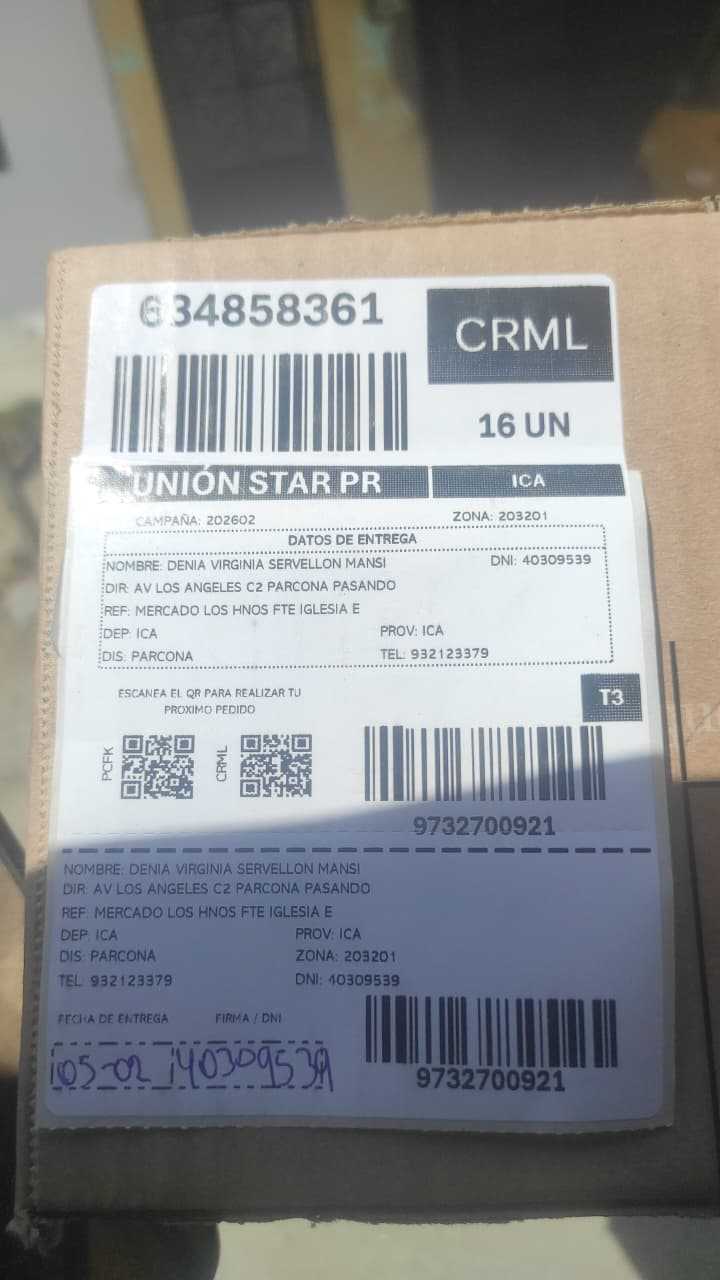 634858361
CRML
16 UN
UNIÓN STAR PR
ICA
CAMPAÑA: 202602
ZONA: 203201
DATOS DE ENTREGA
NOMBRE: DENIA VIRGINIA SERVELLON MANSI
DNI: 40309539
DIR: AV LOS ANGELES C2 PARCONA PASANDO
REF: MERCADO LOS HNOS FTE IGLESIA E
DEP: ICA
PROV: ICA
DIS: PARCONA
TEL: 932123379
ESCANEA EL QR PARA REALIZAR TU
PROXIMO PEDIDO
T3
PCFK
CRML
9732700921
NOMBRE: DENIA VIRGINIA SERVELLON MANSI
DIR: AV LOS ANGELES C2 PARCONA PASANDO
REF: MERCADO LOS HNOS FTE IGLESIA E
DEP: ICA
PROV: ICA
DIS: PARCONA
ZONA: 203201
TEL: 932123379
DNI: 40309539
FECHA DE ENTREGA
FIRMA / DNI
05-02
40309539
9732700921